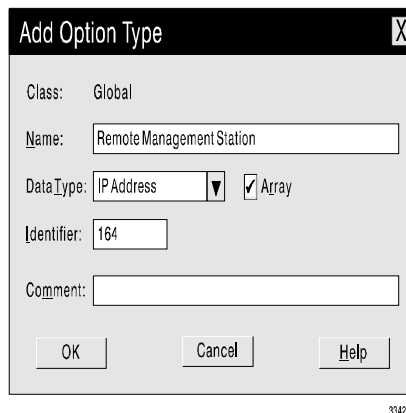 Add Option Type X
Class: Global
Name: Remote Management Station
Data Type: IP Address Array
Identifier: 164
Comment:
OK Cancel Help
3342